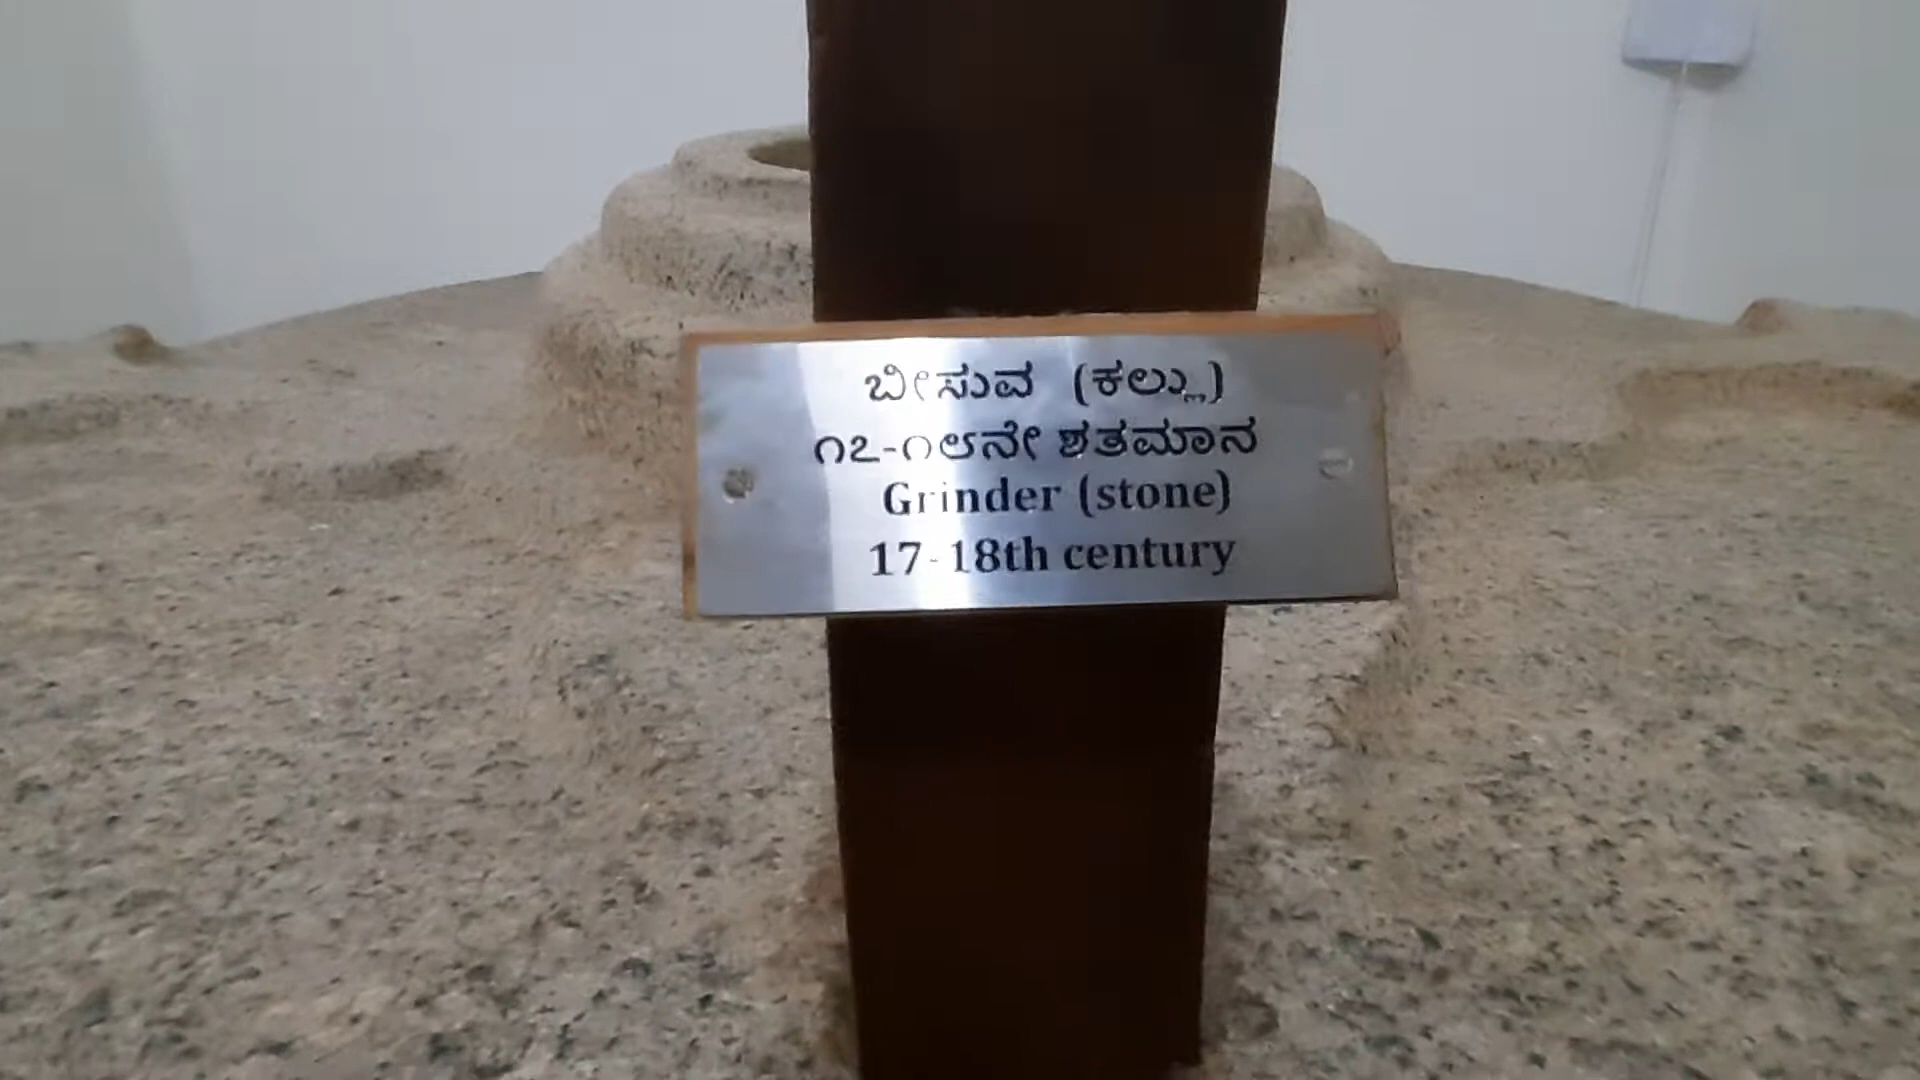 ಬೀಸುವ (ಕಲ್ಲು)
೧೭-೧೮ನೇ ಶತಮಾನ
Grinder (stone)
17-18th century